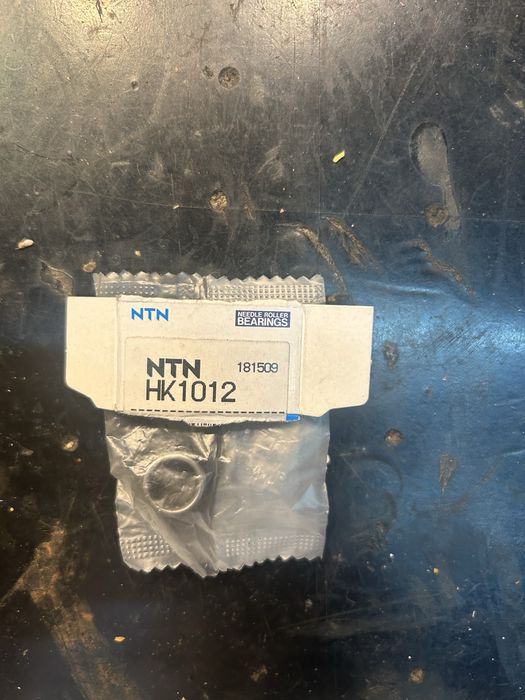 NTN
NEEDLE ROLLER
BEARINGS
NTN 181509
HK1012